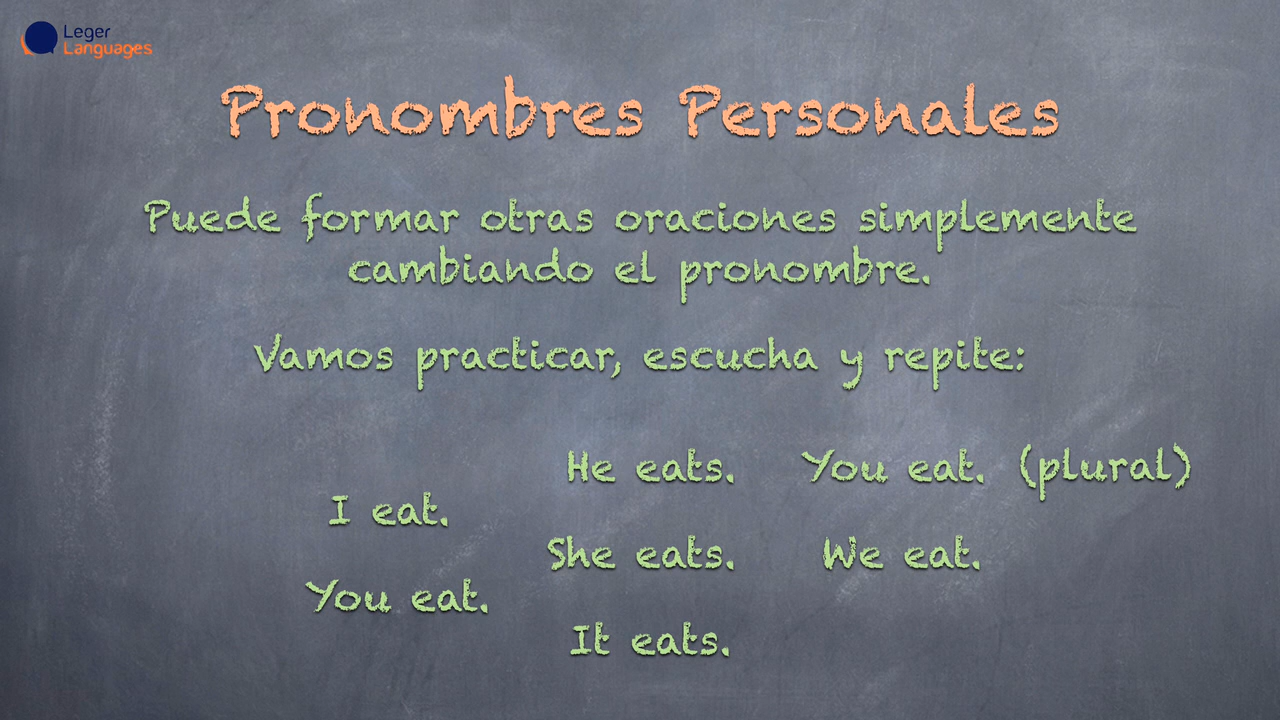 Leger
Languages
Pronombres Personales
Puede formar otras oraciones simplemente
cambiando el pronombre.
Vamos practicar, escucha y repite:
I eat.
You eat.
He eats.
She eats.
It eats.
You eat. (plural)
We eat.